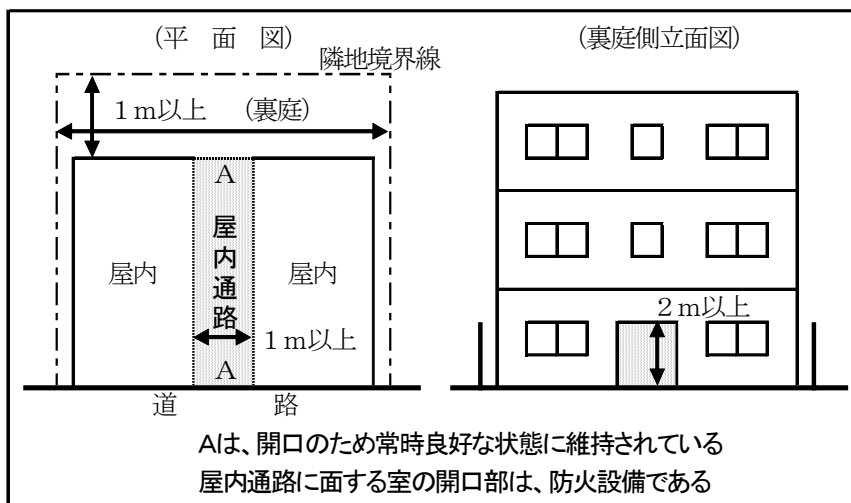 (平 面 図)
隣地境界線
１ｍ以上 (裏庭)
A
屋内通路
屋内
屋内
１ｍ以上
A
道 路
(裏庭側立面図)
２ｍ以上
Aは、開口のため常時良好な状態に維持されている
屋内通路に面する室の開口部は、防火設備である